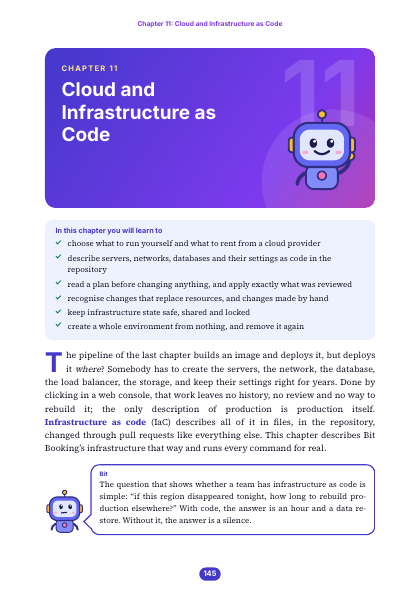 Chapter 11: Cloud and Infrastructure as Code
CHAPTER 11
11
Cloud and
Infrastructure as
Code
In this chapter you will learn to
choose what to run yourself and what to rent from a cloud provider
describe servers, networks, databases and their settings as code in the
repository
read a plan before changing anything, and apply exactly what was reviewed
recognise changes that replace resources, and changes made by hand
keep infrastructure state safe, shared and locked
create a whole environment from nothing, and remove it again
The pipeline of the last chapter builds an image and deploys it, but deploys
it where? Somebody has to create the servers, the network, the database,
the load balancer, the storage, and keep their settings right for years. Done by
clicking in a web console, that work leaves no history, no review and no way to
rebuild it; the only description of production is production itself.
Infrastructure as code (IaC) describes all of it in files, in the repository,
changed through pull requests like everything else. This chapter describes Bit
Booking’s infrastructure that way and runs every command for real.
Bit
The question that shows whether a team has infrastructure as code is
simple: “if this region disappeared tonight, how long to rebuild pro-
duction elsewhere?” With code, the answer is an hour and a data re-
store. Without it, the answer is a silence.
145